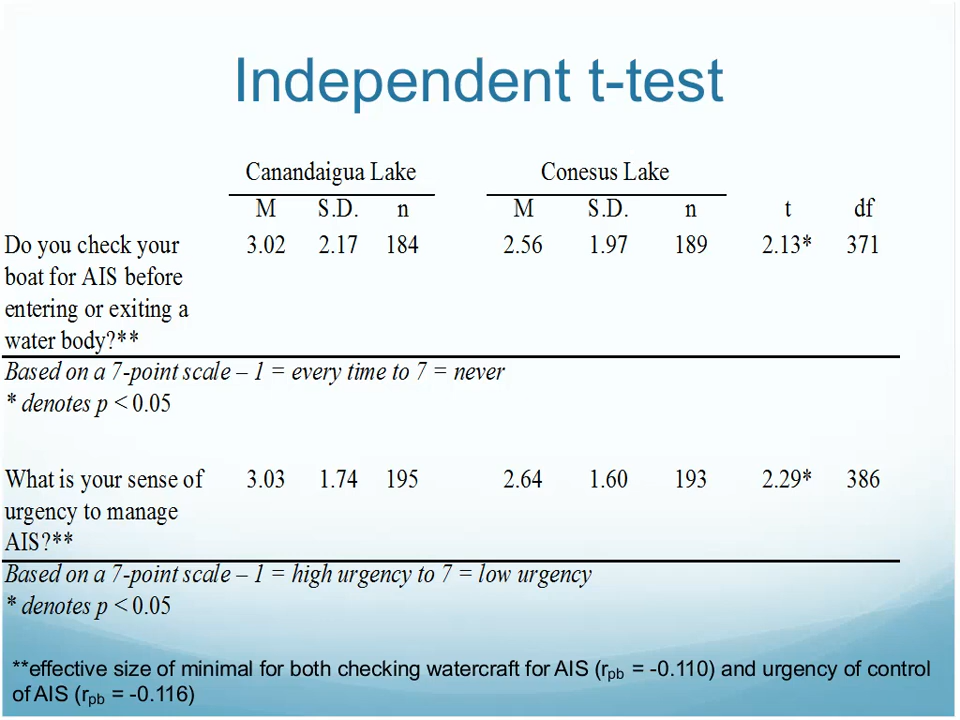 Independent t-test
Canandaigua Lake Conesus Lake
M S.D. n M S.D. n t df
Do you check your 3.02 2.17 184 2.56 1.97 189 2.13* 371
boat for AIS before
entering or exiting a
water body?**
Based on a 7-point scale – 1 = every time to 7 = never
* denotes p < 0.05
What is your sense of 3.03 1.74 195 2.64 1.60 193 2.29* 386
urgency to manage
AIS?**
Based on a 7-point scale – 1 = high urgency to 7 = low urgency
* denotes p < 0.05
**effective size of minimal for both checking watercraft for AIS (rpb = -0.110) and urgency of control
of AIS (rpb = -0.116)